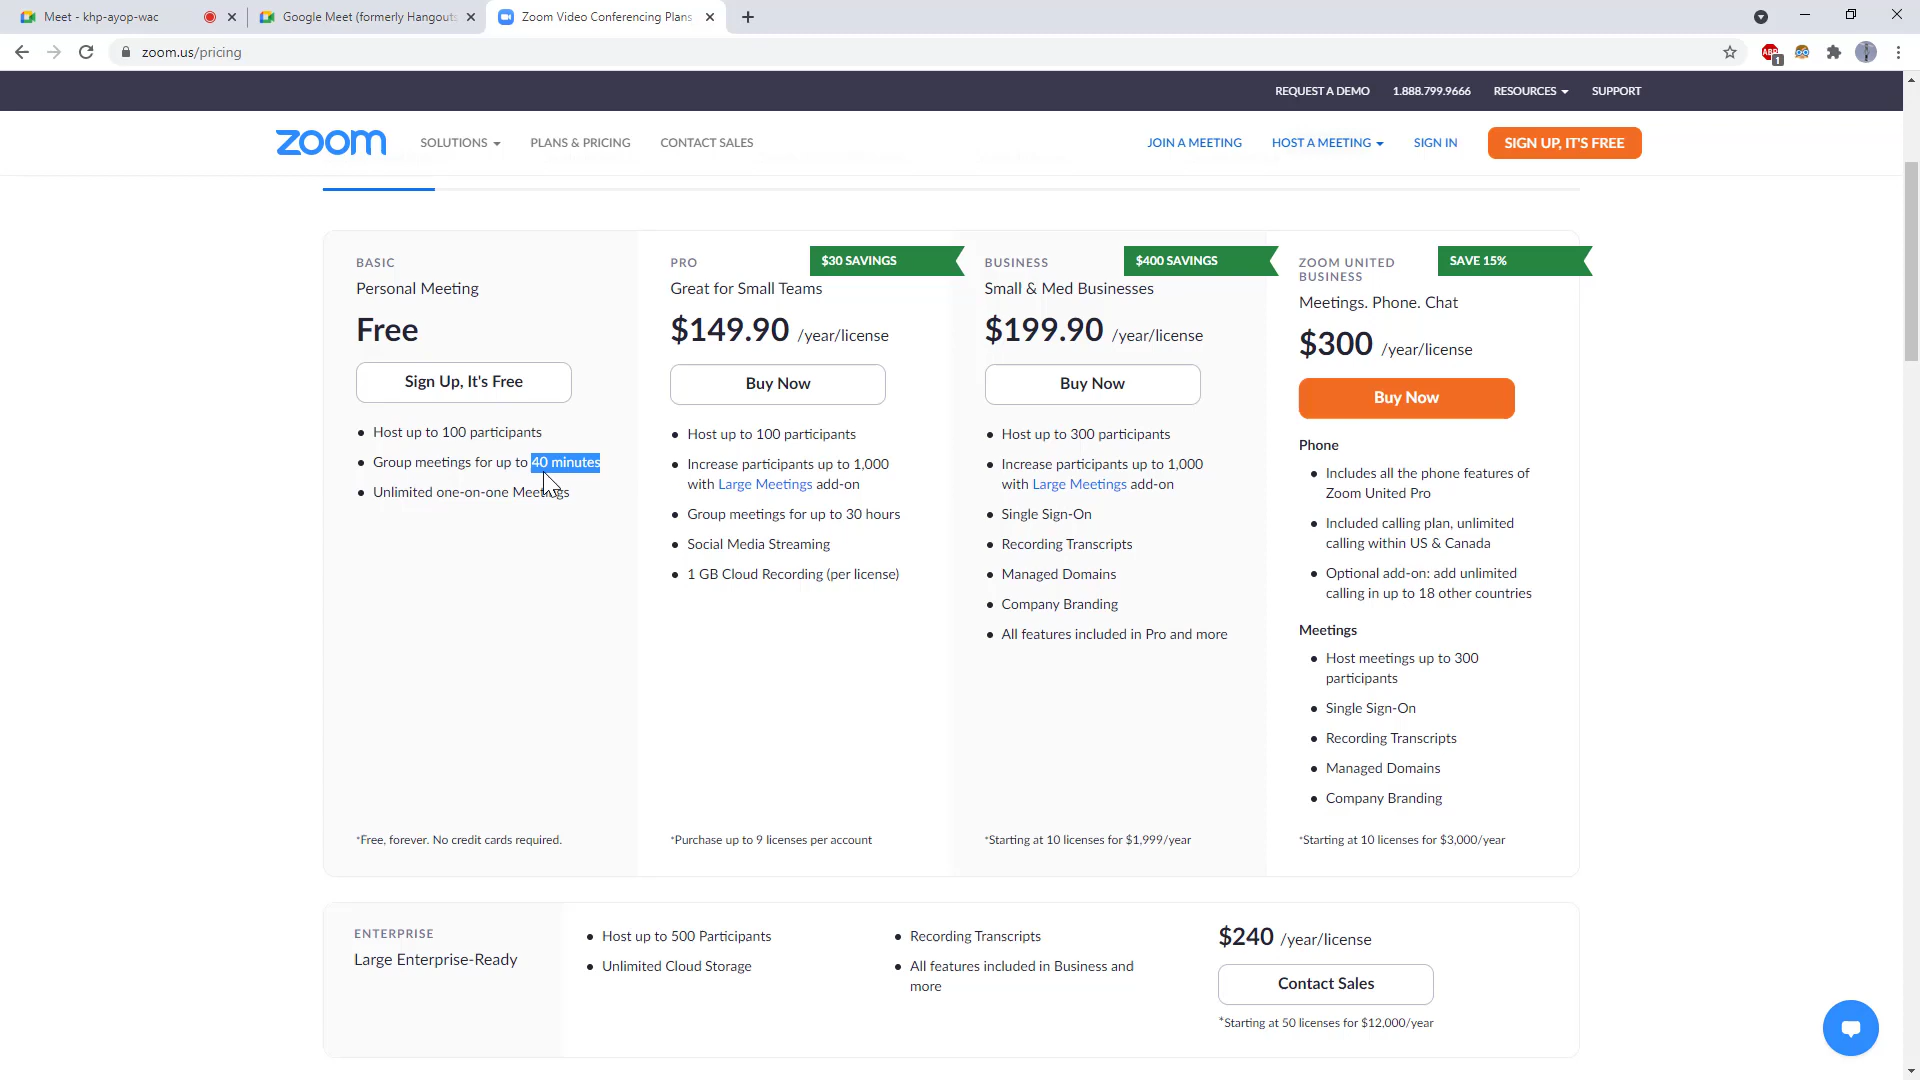 Meet - khp-ayop-wac
Google Meet (formerly Hangouts
Zoom Video Conferencing Plans
zoom.us/pricing
ABP
1
REQUEST A DEMO
1.888.799.9666
RESOURCES
SUPPORT
zoom
SOLUTIONS
PLANS & PRICING
CONTACT SALES
JOIN A MEETING
HOST A MEETING
SIGN IN
SIGN UP, IT'S FREE
BASIC
Personal Meeting
Free
Sign Up, It's Free
Host up to 100 participants
Group meetings for up to 40 minutes
Unlimited one-on-one Meetings
*Free, forever. No credit cards required.
PRO
$30 SAVINGS
Great for Small Teams
$149.90 /year/license
Buy Now
Host up to 100 participants
Increase participants up to 1,000
with Large Meetings add-on
Group meetings for up to 30 hours
Social Media Streaming
1 GB Cloud Recording (per license)
*Purchase up to 9 licenses per account
BUSINESS
$400 SAVINGS
Small & Med Businesses
$199.90 /year/license
Buy Now
Host up to 300 participants
Increase participants up to 1,000
with Large Meetings add-on
Single Sign-On
Recording Transcripts
Managed Domains
Company Branding
All features included in Pro and more
*Starting at 10 licenses for $1,999/year
ZOOM UNITED
BUSINESS
SAVE 15%
Meetings. Phone. Chat
$300 /year/license
Buy Now
Phone
Includes all the phone features of
Zoom United Pro
Included calling plan, unlimited
calling within US & Canada
Optional add-on: add unlimited
calling in up to 18 other countries
Meetings
Host meetings up to 300
participants
Single Sign-On
Recording Transcripts
Managed Domains
Company Branding
*Starting at 10 licenses for $3,000/year
ENTERPRISE
Large Enterprise-Ready
Host up to 500 Participants
Unlimited Cloud Storage
Recording Transcripts
All features included in Business and
more
$240 /year/license
Contact Sales
*Starting at 50 licenses for $12,000/year